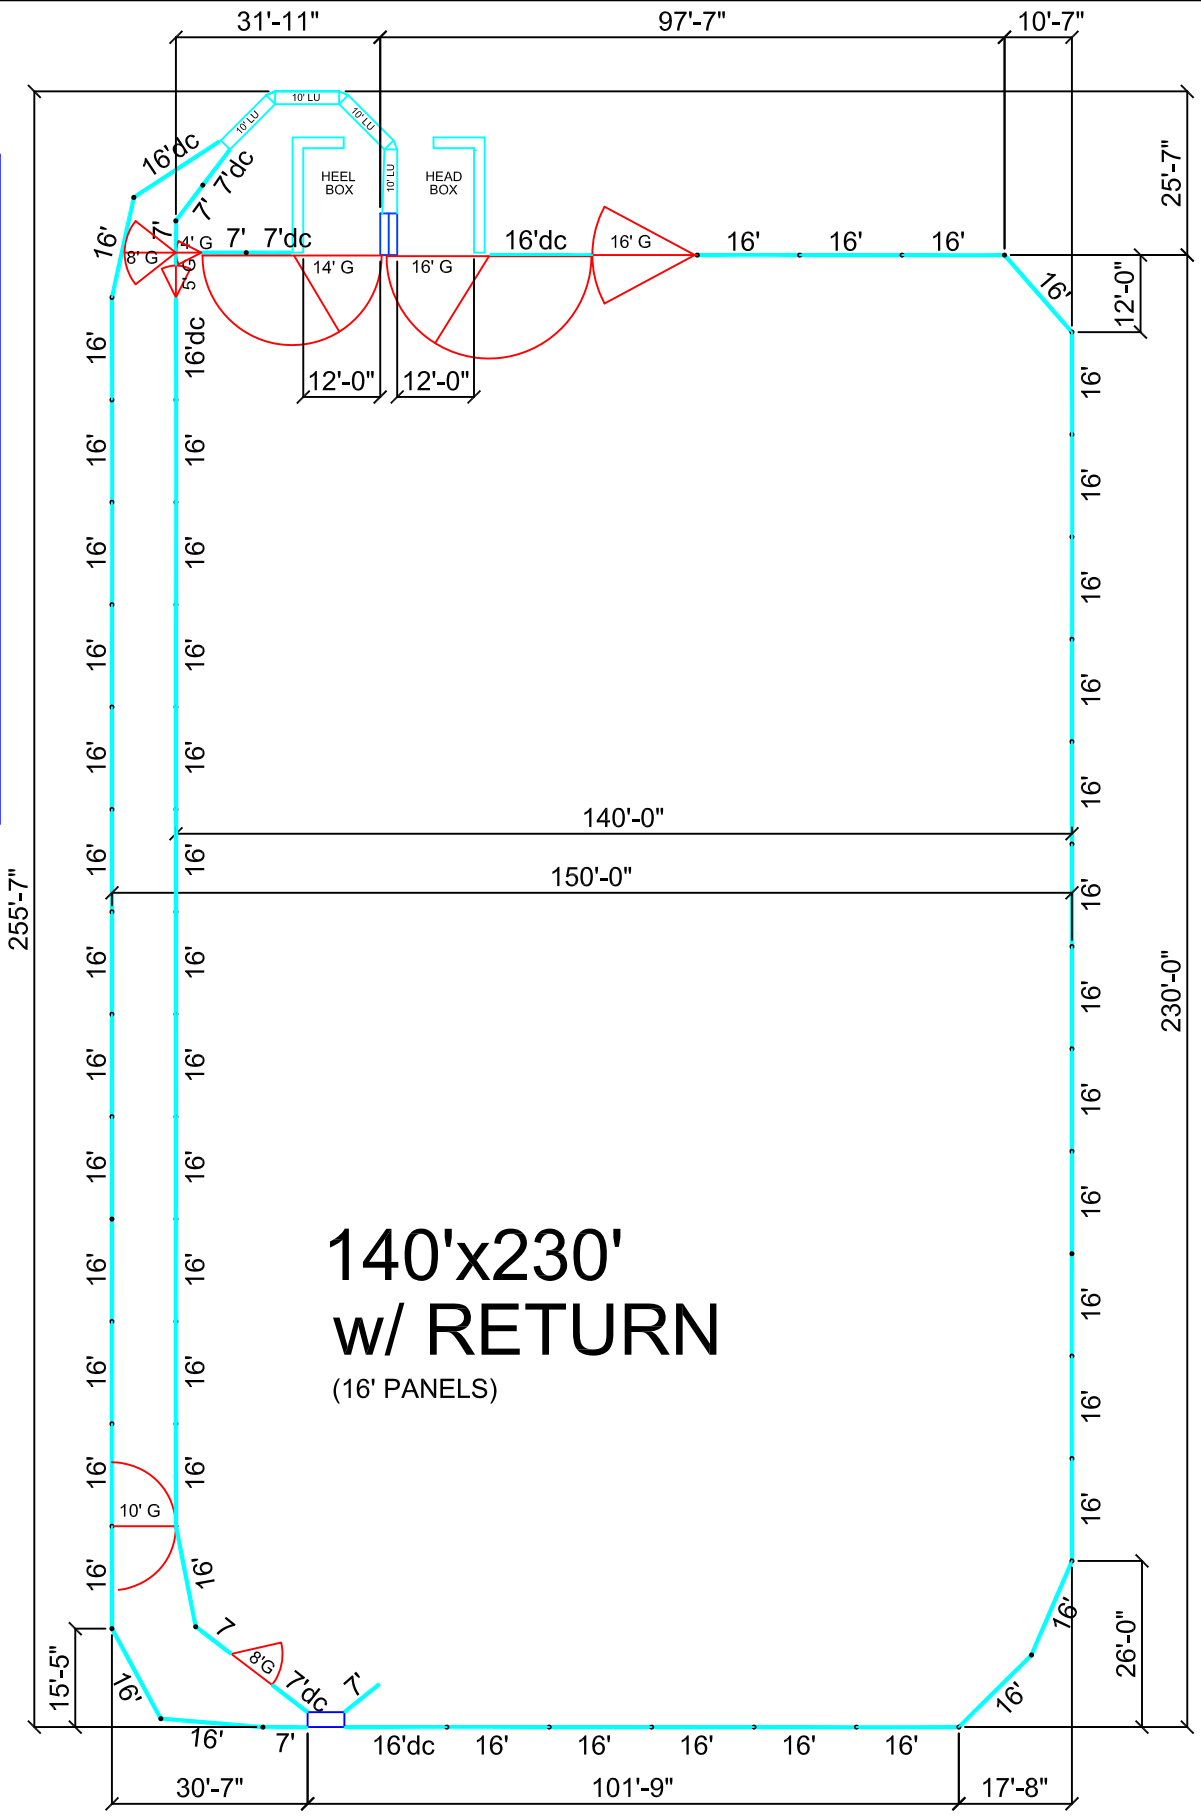 31'-11"
97'-7"
10'-7"
10' LU
10' LU
10' LU
16'dc
7'dc
10' LU
HEEL
BOX
HEAD
BOX
25'-7"
7'
16'
7'
4' G
8' G
5' G
7'
7'dc
14' G
16' G
16'dc
16' G
16'
16'
16'
16'
12'-0"
12'-0"
12'-0"
16'
16'dc
16'
16'
16'
16'
16'
16'
16'
16'
16'
16'
16'
16'
16'
140'-0"
16'
16'
150'-0"
16'
255'-7"
16'
16'
16'
230'-0"
16'
16'
16'
16'
16'
16'
140'x230'
w/ RETURN
(16' PANELS)
16'
16'
16'
16'
16'
16'
16'
16'
16'
10' G
16'
16'
7
8'G
7'dc
7'
15'-5"
16'
16'
16'
26'-0"
16'
7'
16'dc
16'
16'
16'
16'
16'
30'-7"
101'-9"
17'-8"